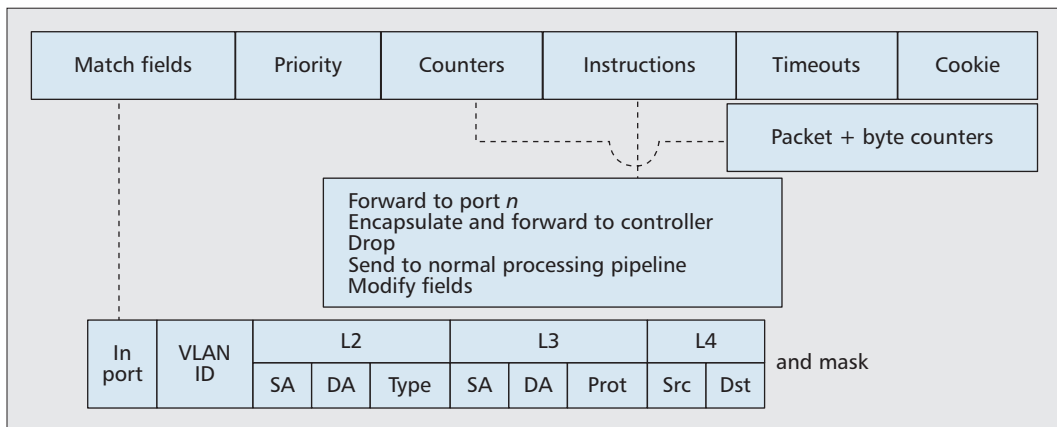 Match fields Priority Counters Instructions Timeouts Cookie
Packet + byte counters
Forward to port n
Encapsulate and forward to controller
Drop
Send to normal processing pipeline
Modify fields
In port
VLAN ID
L2
SA DA Type
L3
SA DA Prot
L4
Src Dst
and mask